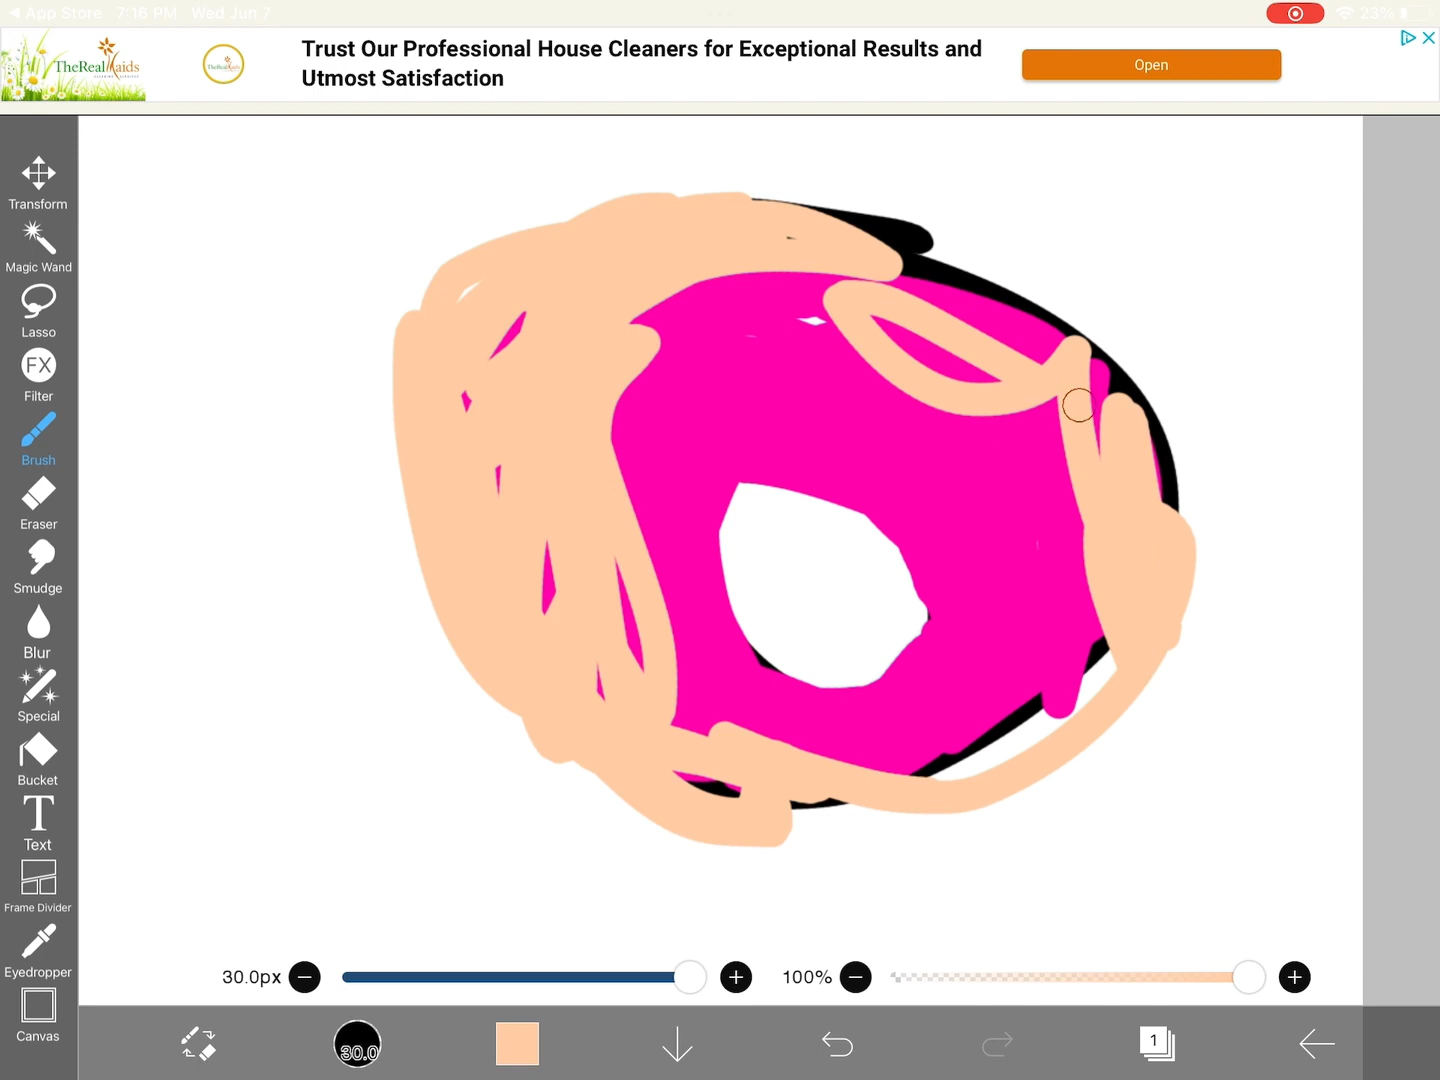 App Store 7:16 PM Wed Jun 7 23%
TheRealMaids
Trust Our Professional House Cleaners for Exceptional Results and
Utmost Satisfaction
Open
Transform
Magic Wand
Lasso
FX
Filter
Brush
Eraser
Smudge
Blur
Special
Bucket
T
Text
Frame Divider
Eyedropper
Canvas
30.0px
100%
30.0
1